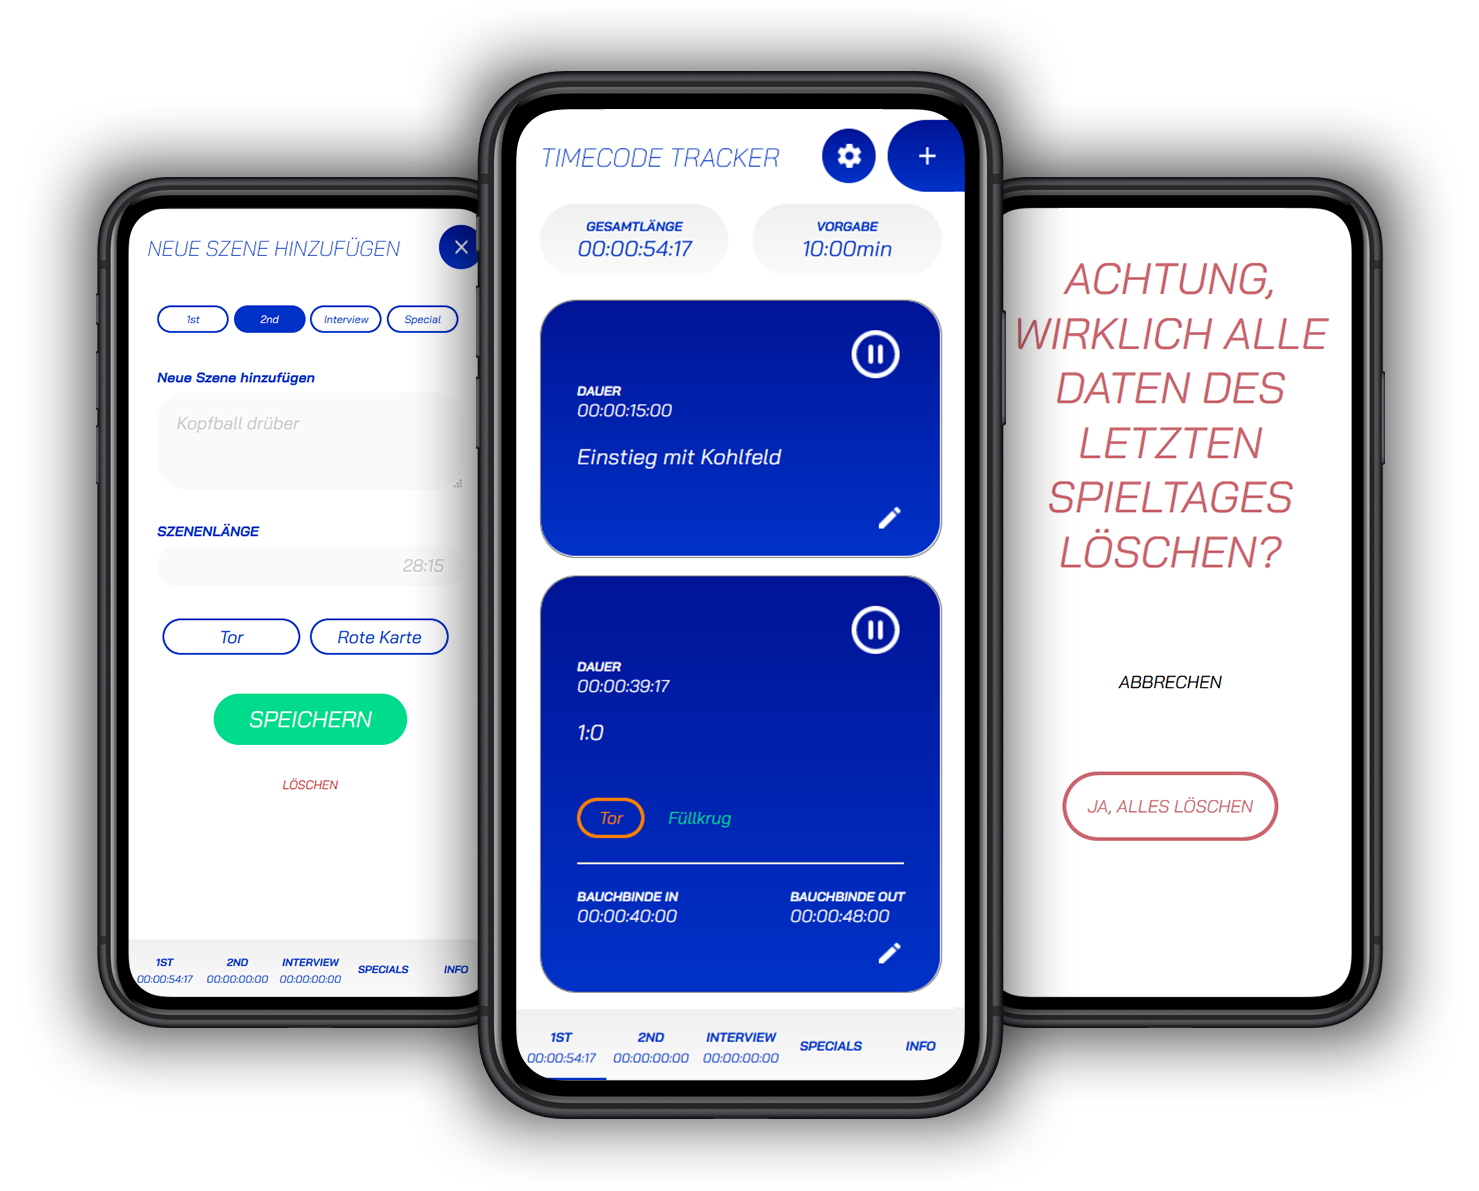 NEUE SZENE HINZUFÜGEN
1st
2nd
Interview
Special
Neue Szene hinzufügen
Kopfball drüber
SZENENLÄNGE
28:15
Tor
Rote Karte
SPEICHERN
LÖSCHEN
1ST
00:00:54:17
2ND
00:00:00:00
INTERVIEW
00:00:00:00
SPECIALS
INFO
TIMECODE TRACKER
GESAMTLÄNGE
00:00:54:17
VORGABE
10:00min
DAUER
00:00:15:00
Einstieg mit Kohlfeld
DAUER
00:00:39:17
1:0
Tor
Füllkrug
BAUCHBINDE IN
00:00:40:00
BAUCHBINDE OUT
00:00:48:00
1ST
00:00:54:17
2ND
00:00:00:00
INTERVIEW
00:00:00:00
SPECIALS
INFO
ACHTUNG,
WIRKLICH ALLE
DATEN DES
LETZTEN
SPIELTAGES
LÖSCHEN?
ABBRECHEN
JA, ALLES LÖSCHEN